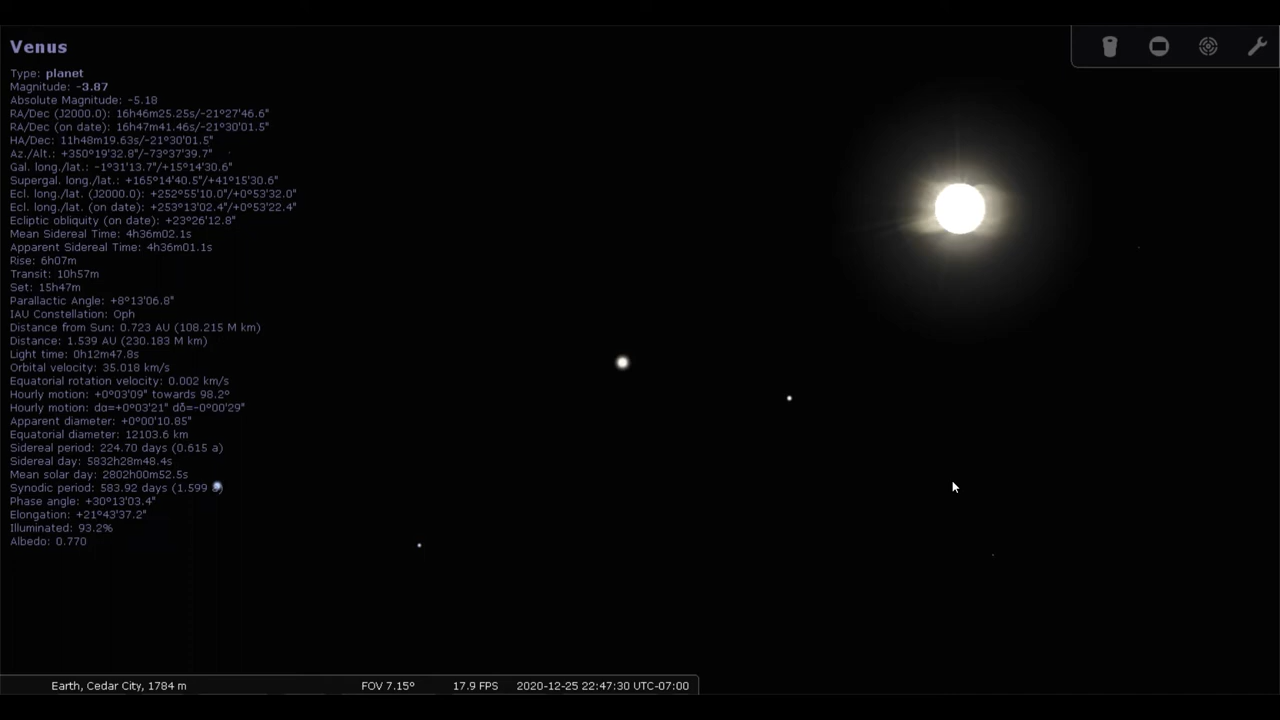 Venus
Type: planet
Magnitude: -3.87
Absolute Magnitude: -5.18
RA/Dec (J2000.0): 16h46m25.25s/-21°27'46.6"
RA/Dec (on date): 16h47m41.46s/-21°30'01.5"
HA/Dec: 11h48m19.63s/-21°30'01.5"
Az./Alt.: +350°19'32.8"/-73°37'39.7"
Gal. long./lat.: -1°31'13.7"/+15°14'30.6"
Supergal. long./lat.: +165°14'40.5"/+41°15'30.6"
Ecl. long./lat. (J2000.0): +252°55'10.0"/+0°53'32.0"
Ecl. long./lat. (on date): +253°13'02.4"/+0°53'22.4"
Ecliptic obliquity (on date): +23°26'12.8"
Mean Sidereal Time: 4h36m02.1s
Apparent Sidereal Time: 4h36m01.1s
Rise: 6h07m
Transit: 10h57m
Set: 15h47m
Parallactic Angle: +8°13'06.8"
IAU Constellation: Oph
Distance from Sun: 0.723 AU (108.215 M km)
Distance: 1.539 AU (230.183 M km)
Light time: 0h12m47.8s
Orbital velocity: 35.018 km/s
Equatorial rotation velocity: 0.002 km/s
Hourly motion: +0°03'09" towards 98.2°
Hourly motion: dα=+0°03'21" dδ=-0°00'29"
Apparent diameter: +0°00'10.85"
Equatorial diameter: 12103.6 km
Sidereal period: 224.70 days (0.615 a)
Sidereal day: 5832h28m48.4s
Mean solar day: 2802h00m52.5s
Synodic period: 583.92 days (1.599
Phase angle: +30°13'03.4"
Elongation: +21°43'37.2"
Illuminated: 93.2%
Albedo: 0.770
Earth, Cedar City, 1784 m FOV 7.15° 17.9 FPS 2020-12-25 22:47:30 UTC-07:00